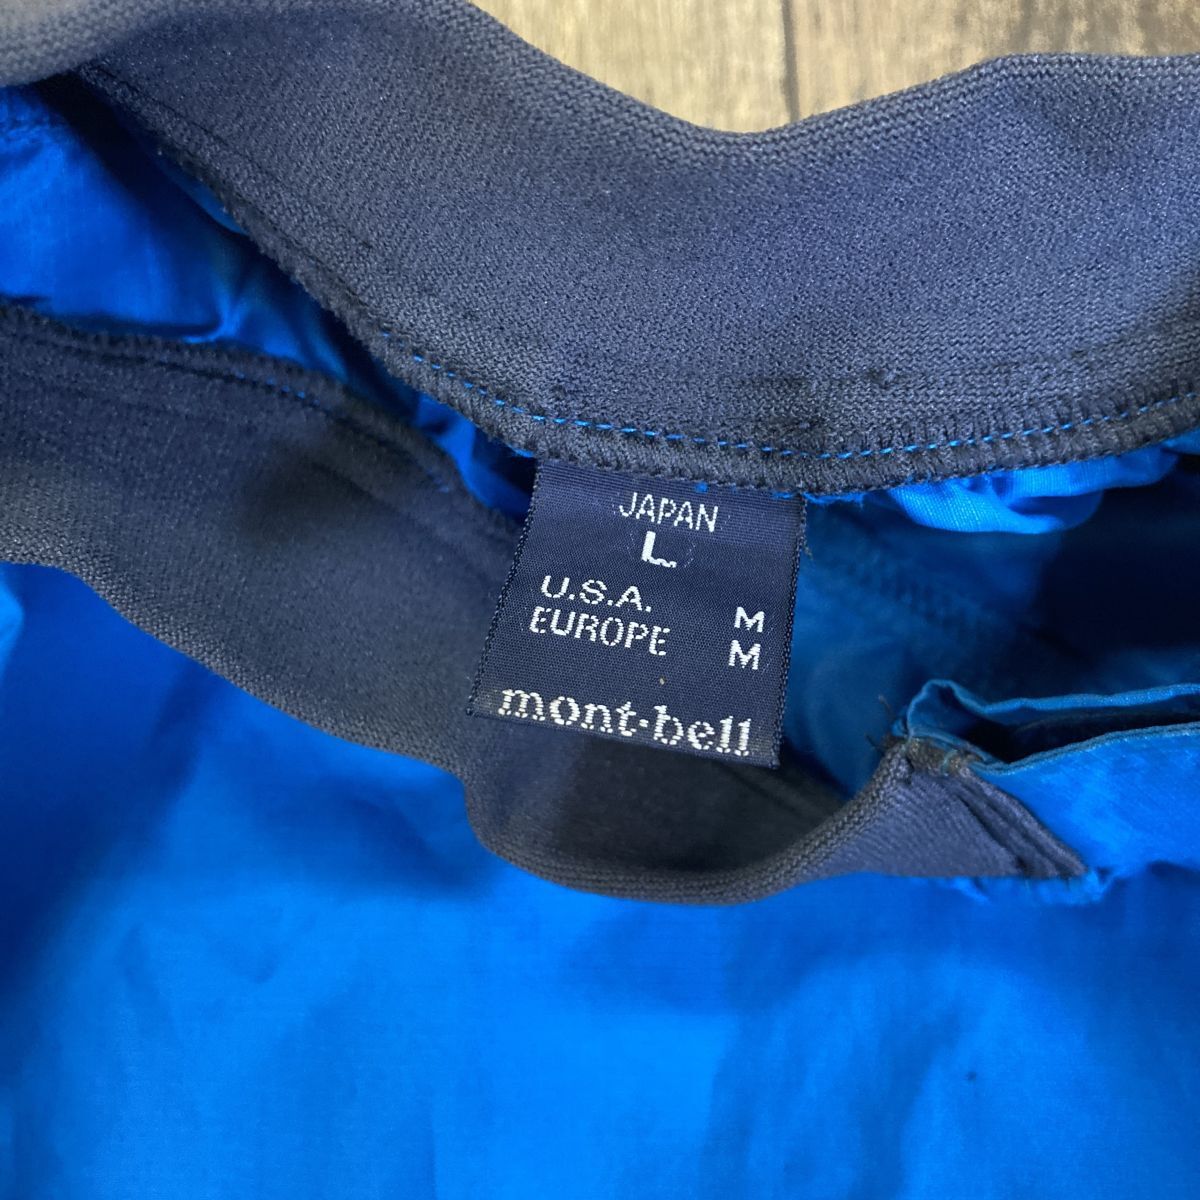 JAPAN
L
U.S.A. M
EUROPE M
mont-bell